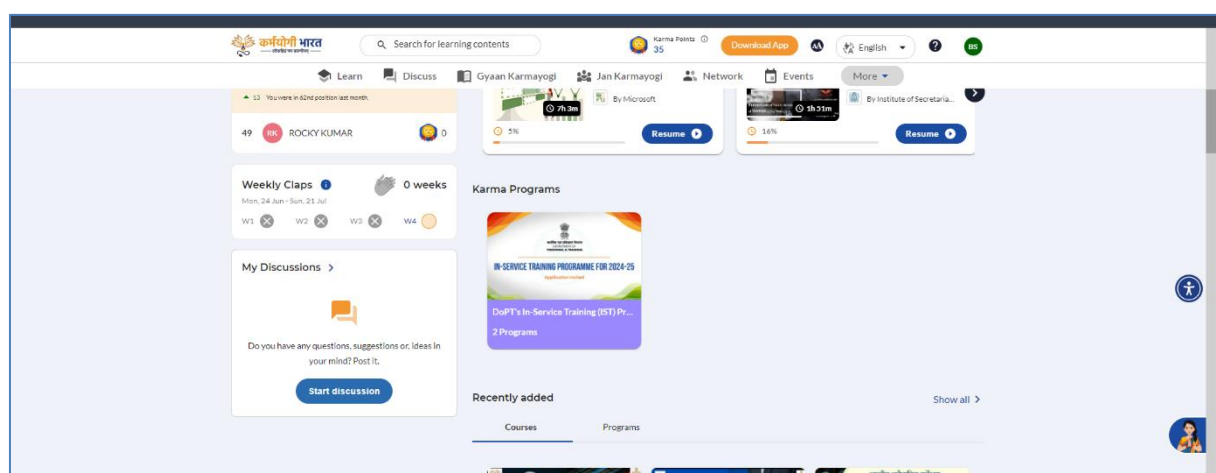 कर्मयोगी भारत
Search for learning contents
Karma Points
35
Download App
English
?
BS
Learn
Discuss
Gyaan Karmayogi
Jan Karmayogi
Network
Events
More
13 You were in 62nd position last month.
49 RK ROCKY KUMAR 0
7h 3m
By Microsoft
5%
Resume
1h 51m
By Institute of Secretaria...
16%
Resume
Weekly Claps
0 weeks
Mon, 24 Jun - Sun, 21 Jul
W1 W2 W3 W4
My Discussions
Do you have any questions, suggestions or, ideas in
your mind? Post it.
Start discussion
Karma Programs
IN-SERVICE TRAINING PROGRAMME FOR 2024-25
DoPT's In-Service Training (IST) Pr...
2 Programs
Recently added
Show all
Courses
Programs